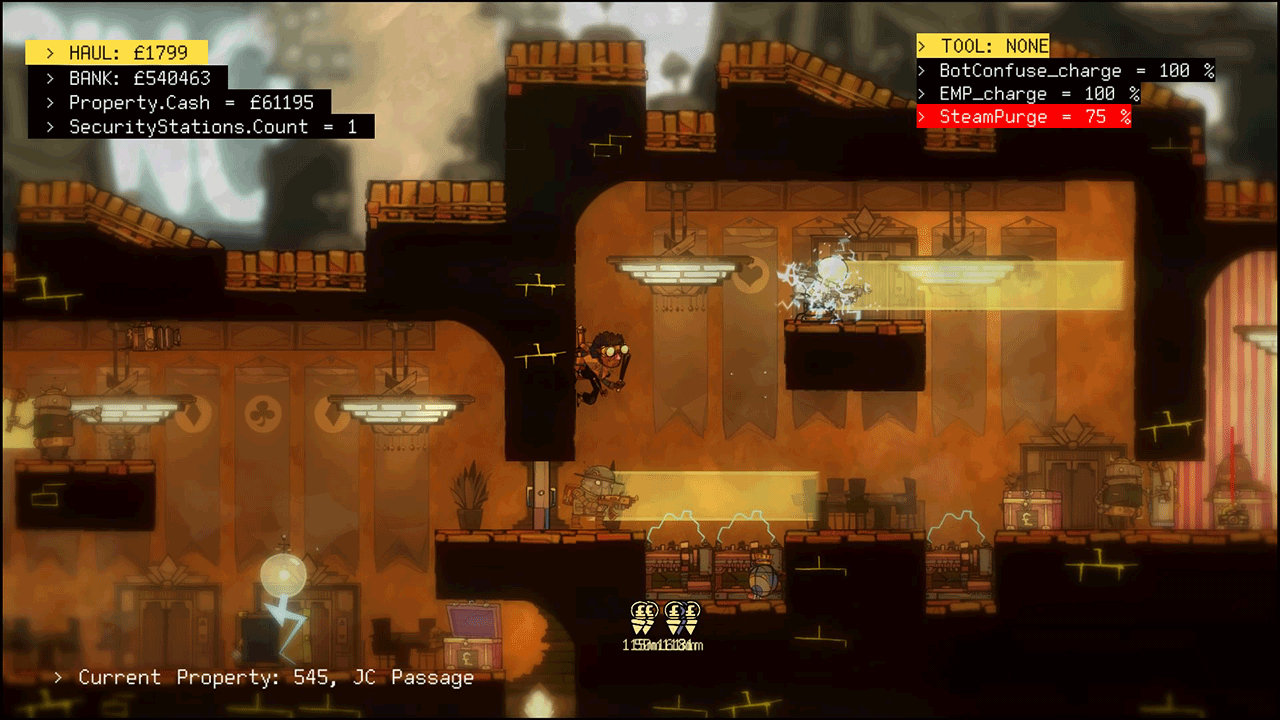 > HAUL: £1799
> BANK: £540463
> Property.Cash = £61195
> SecurityStations.Count = 1
> TOOL: NONE
> BotConfuse_charge = 100 %
> EMP_charge = 100 %
> SteamPurge = 75 %
£
£
> Current Property: 545, JC Passage